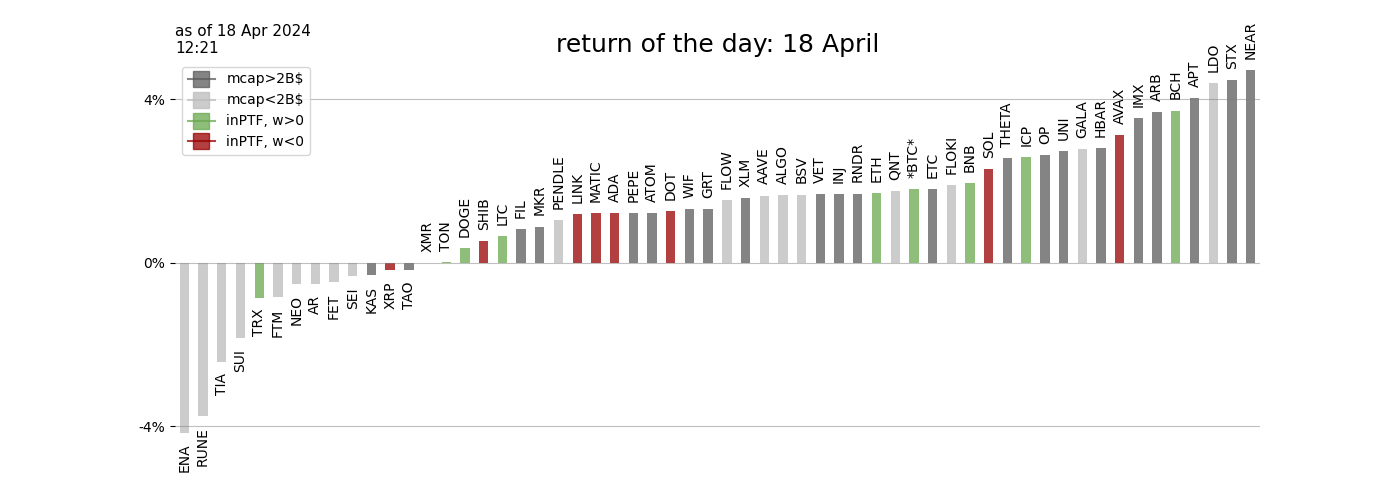 as of 18 Apr 2024
12:21
return of the day: 18 April
mcap>2B$
mcap<2B$
inPTF, w>0
inPTF, w<0
4%
0%
-4%
ENA
RUNE
TIA
SUI
TRX
FTM
NEO
AR
FET
SEI
KAS
XRP
TAO
XMR
TON
DOGE
SHIB
LTC
FIL
MKR
PENDLE
LINK
MATIC
ADA
PEPE
ATOM
DOT
WIF
GRT
FLOW
XLM
AAVE
ALGO
BSV
VET
INJ
RNDR
ETH
QNT
*BTC*
ETC
FLOKI
BNB
SOL
THETA
ICP
OP
UNI
GALA
HBAR
AVAX
IMX
ARB
BCH
APT
LDO
STX
NEAR